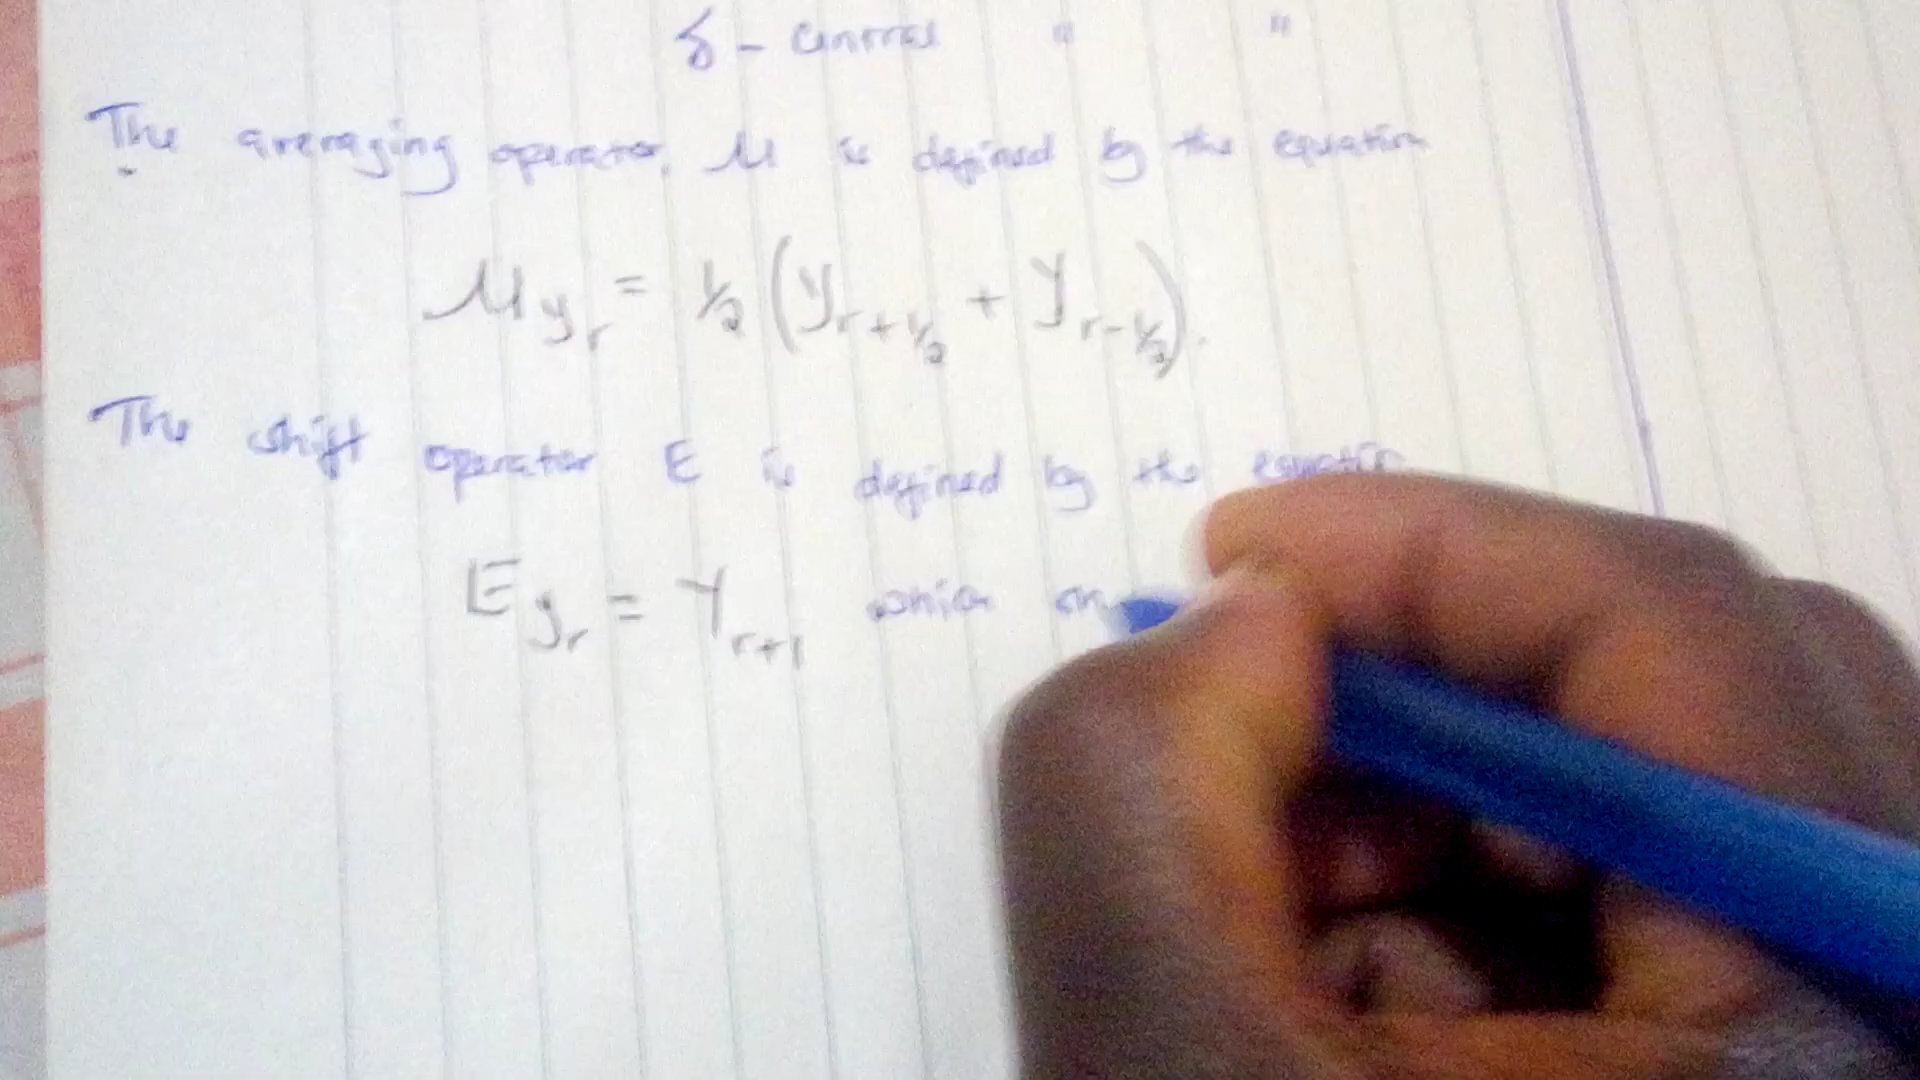 δ - Central " "
The averaging operator, μ is defined by the equation
μy_r = 1/2 (y_{r+1/2} + y_{r-1/2}).
The shift operator E is defined by the equation
Ey_r = y_{r+1} which